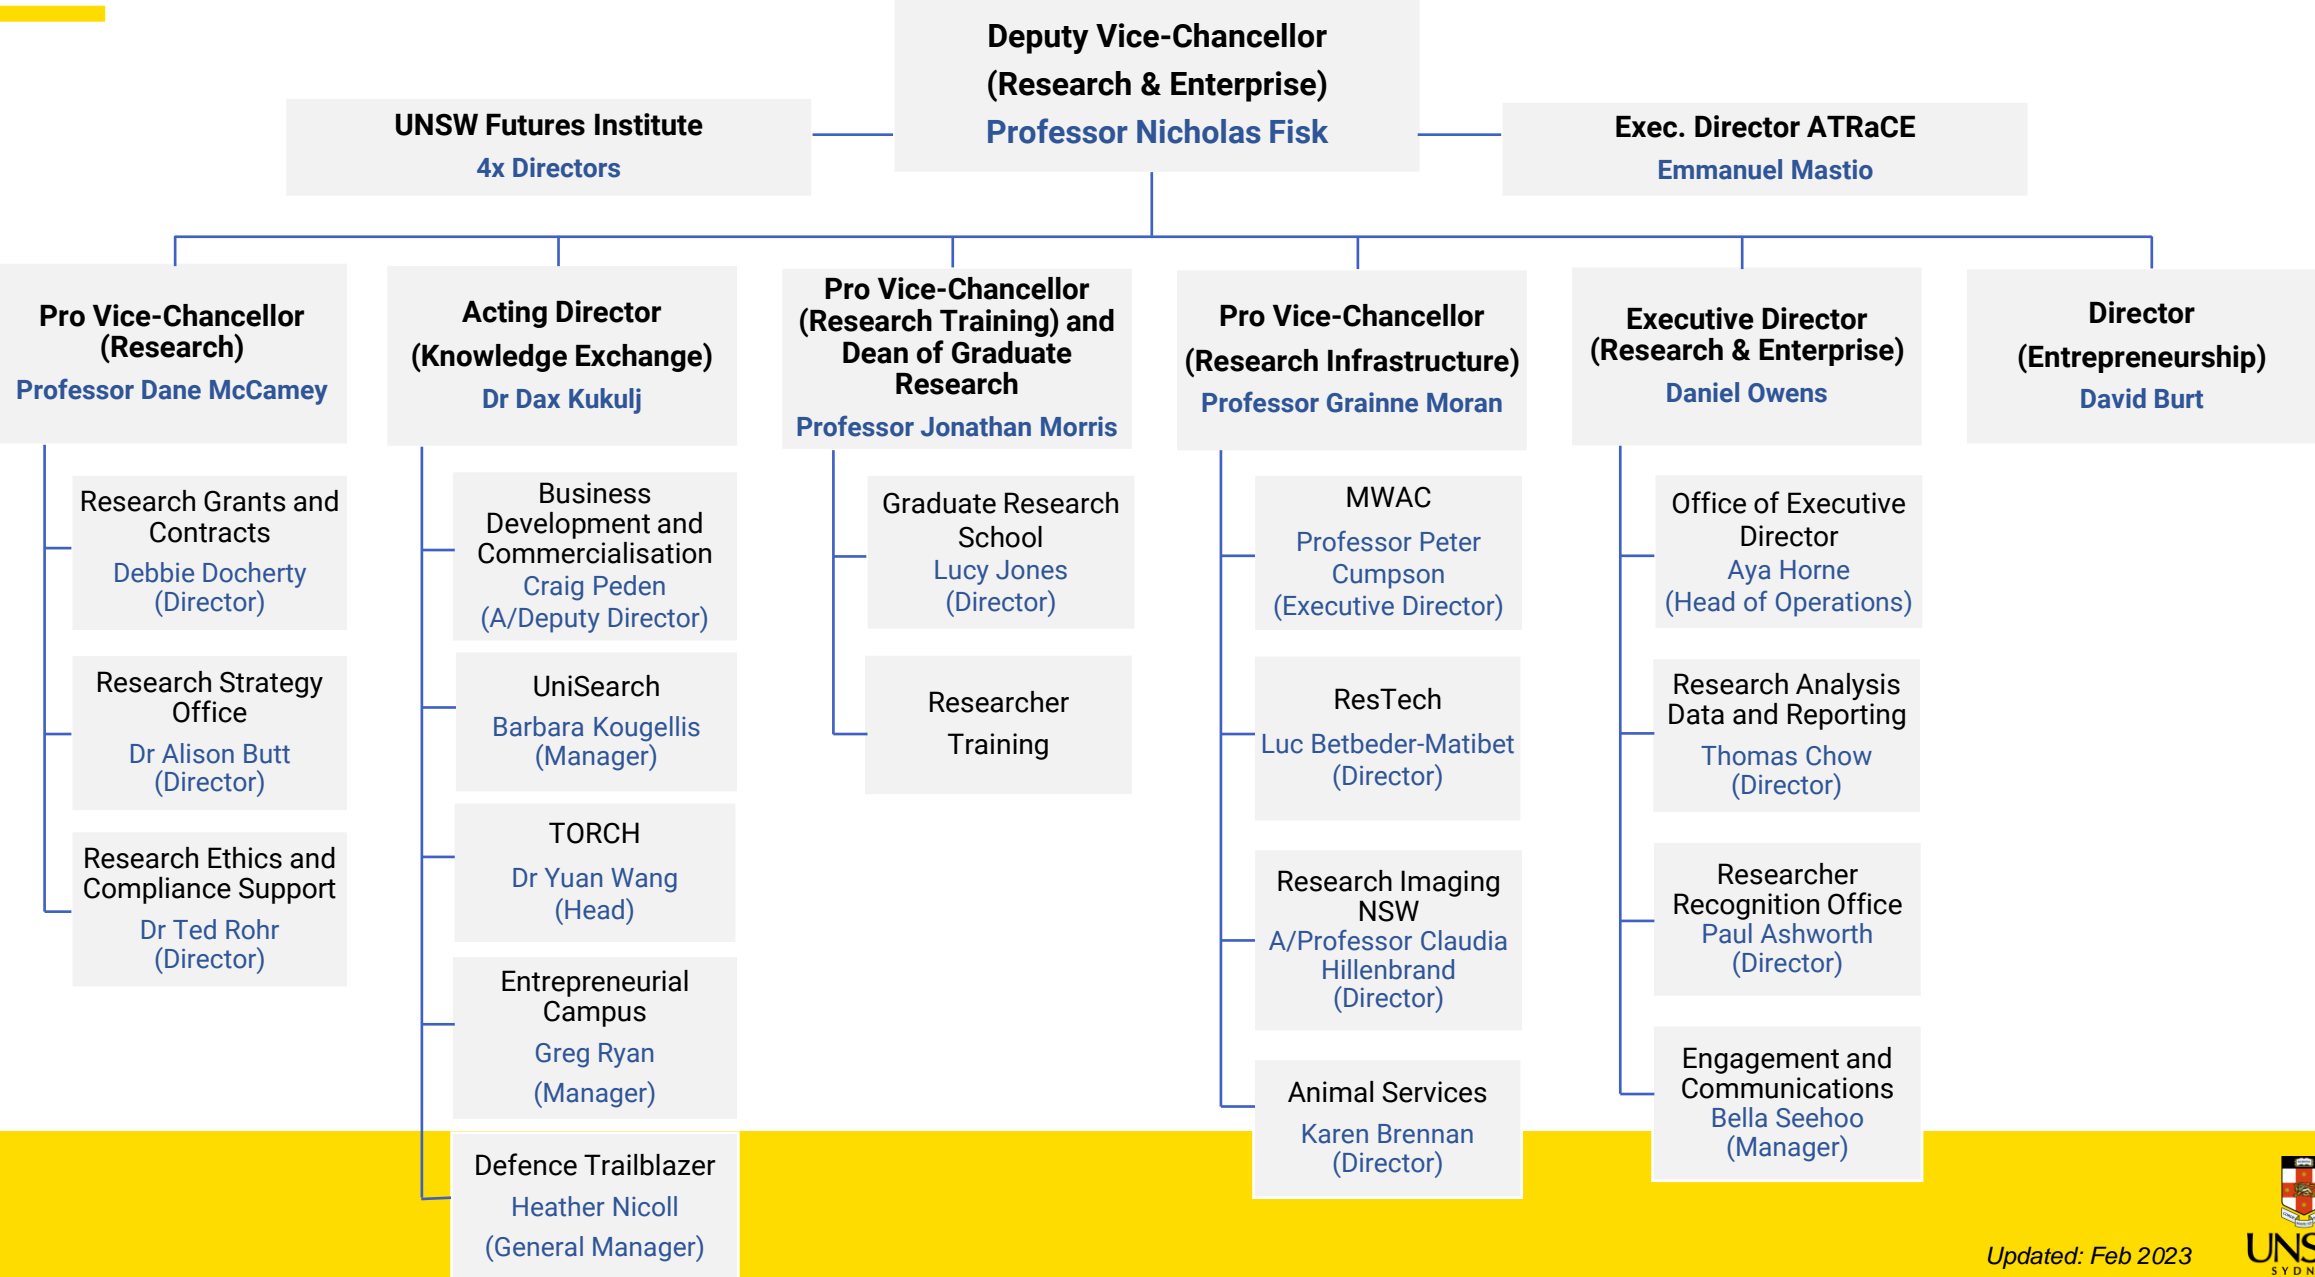 Deputy Vice-Chancellor
(Research & Enterprise)
Professor Nicholas Fisk
UNSW Futures Institute
4x Directors
Exec. Director ATRaCE
Emmanuel Mastio
Pro Vice-Chancellor
(Research)
Professor Dane McCamey
Research Grants and
Contracts
Debbie Docherty
(Director)
Research Strategy
Office
Dr Alison Butt
(Director)
Research Ethics and
Compliance Support
Dr Ted Rohr
(Director)
Acting Director
(Knowledge Exchange)
Dr Dax Kukulj
Business
Development and
Commercialisation
Craig Peden
(A/Deputy Director)
UniSearch
Barbara Kougellis
(Manager)
TORCH
Dr Yuan Wang
(Head)
Entrepreneurial
Campus
Greg Ryan
(Manager)
Defence Trailblazer
Heather Nicoll
(General Manager)
Pro Vice-Chancellor
(Research Training) and
Dean of Graduate
Research
Professor Jonathan Morris
Graduate Research
School
Lucy Jones
(Director)
Researcher
Training
Pro Vice-Chancellor
(Research Infrastructure)
Professor Grainne Moran
MWAC
Professor Peter
Cumpson
(Executive Director)
ResTech
Luc Betbeder-Matibet
(Director)
Research Imaging
NSW
A/Professor Claudia
Hillenbrand
(Director)
Animal Services
Karen Brennan
(Director)
Executive Director
(Research & Enterprise)
Daniel Owens
Office of Executive
Director
Aya Horne
(Head of Operations)
Research Analysis
Data and Reporting
Thomas Chow
(Director)
Researcher
Recognition Office
Paul Ashworth
(Director)
Engagement and
Communications
Bella Seehoo
(Manager)
Director
(Entrepreneurship)
David Burt
Updated: Feb 2023
UNS
SYDN